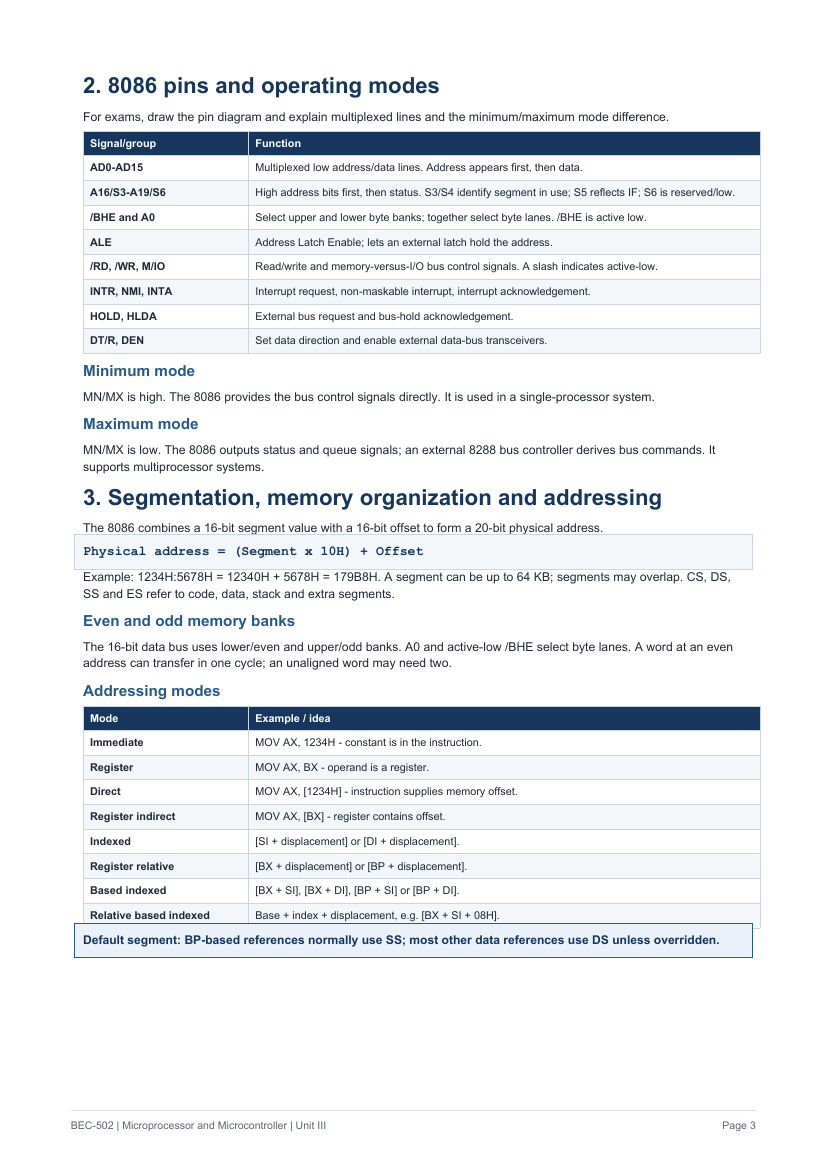 2. 8086 pins and operating modes
For exams, draw the pin diagram and explain multiplexed lines and the minimum/maximum mode difference.
Signal/group Function
AD0-AD15 Multiplexed low address/data lines. Address appears first, then data.
A16/S3-A19/S6 High address bits first, then status. S3/S4 identify segment in use; S5 reflects IF; S6 is reserved/low.
/BHE and A0 Select upper and lower byte banks; together select byte lanes. /BHE is active low.
ALE Address Latch Enable; lets an external latch hold the address.
/RD, /WR, M/IO Read/write and memory-versus-I/O bus control signals. A slash indicates active-low.
INTR, NMI, INTA Interrupt request, non-maskable interrupt, interrupt acknowledgement.
HOLD, HLDA External bus request and bus-hold acknowledgement.
DT/R, DEN Set data direction and enable external data-bus transceivers.
Minimum mode
MN/MX is high. The 8086 provides the bus control signals directly. It is used in a single-processor system.
Maximum mode
MN/MX is low. The 8086 outputs status and queue signals; an external 8288 bus controller derives bus commands. It
supports multiprocessor systems.
3. Segmentation, memory organization and addressing
The 8086 combines a 16-bit segment value with a 16-bit offset to form a 20-bit physical address.
Physical address = (Segment x 10H) + Offset
Example: 1234H:5678H = 12340H + 5678H = 179B8H. A segment can be up to 64 KB; segments may overlap. CS, DS,
SS and ES refer to code, data, stack and extra segments.
Even and odd memory banks
The 16-bit data bus uses lower/even and upper/odd banks. A0 and active-low /BHE select byte lanes. A word at an even
address can transfer in one cycle; an unaligned word may need two.
Addressing modes
Mode Example / idea
Immediate MOV AX, 1234H - constant is in the instruction.
Register MOV AX, BX - operand is a register.
Direct MOV AX, [1234H] - instruction supplies memory offset.
Register indirect MOV AX, [BX] - register contains offset.
Indexed [SI + displacement] or [DI + displacement].
Register relative [BX + displacement] or [BP + displacement].
Based indexed [BX + SI], [BX + DI], [BP + SI] or [BP + DI].
Relative based indexed Base + index + displacement, e.g. [BX + SI + 08H].
Default segment: BP-based references normally use SS; most other data references use DS unless overridden.
BEC-502 | Microprocessor and Microcontroller | Unit III Page 3